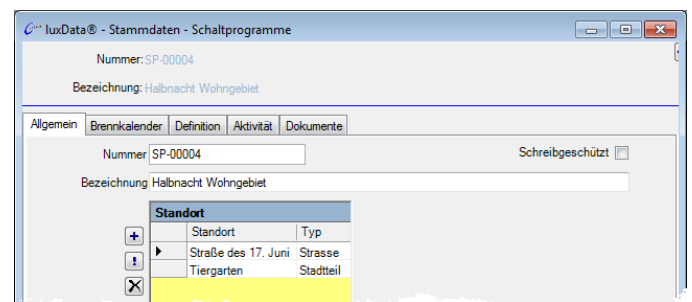 luxData® - Stammdaten - Schaltprogramme
Nummer: SP-00004
Bezeichnung: Halbnacht Wohngebiet
Allgemein Brennkalender Definition Aktivität Dokumente
Nummer SP-00004 Schreibgeschützt
Bezeichnung Halbnacht Wohngebiet
Standort
Standort Typ
Straße des 17. Juni Strasse
Tiergarten Stadtteil